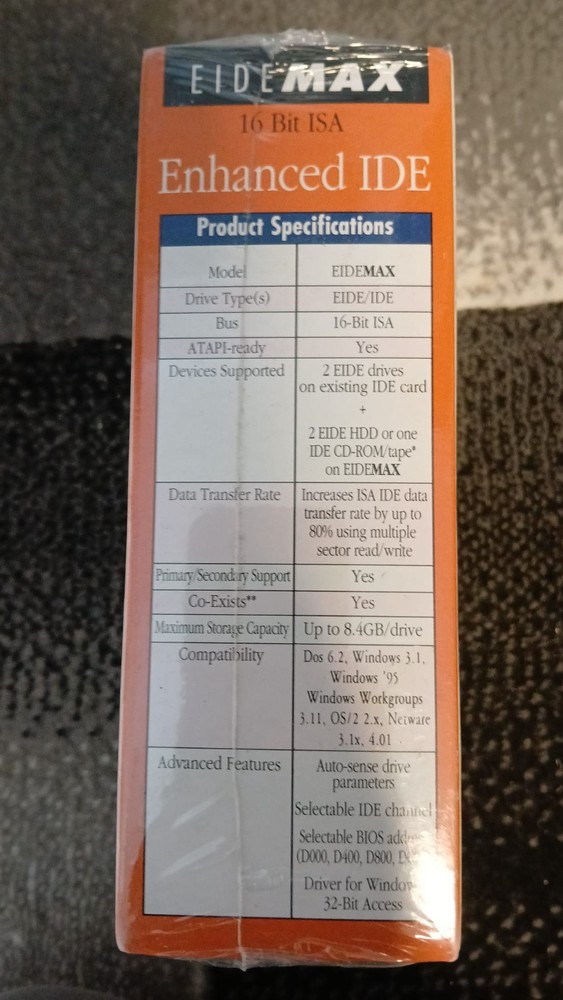 EIDEMAX
16 Bit ISA
Enhanced IDE
Product Specifications
Model EIDEMAX
Drive Type(s) EIDE/IDE
Bus 16-Bit ISA
ATAPI-ready Yes
Devices Supported 2 EIDE drives
on existing IDE card
+
2 EIDE HDD or one
IDE CD-ROM/tape*
on EIDEMAX
Data Transfer Rate Increases ISA IDE data
transfer rate by up to
80% using multiple
sector read/write
Primary/Secondary Support Yes
Co-Exists** Yes
Maximum Storage Capacity Up to 8.4GB/drive
Compatibility Dos 6.2, Windows 3.1,
Windows '95
Windows Workgroups
3.11, OS/2 2.x, Netware
3.1x, 4.01
Advanced Features Auto-sense drive
parameters
Selectable IDE channel
Selectable BIOS
(D000, D400, D800,
Driver for
32-Bit Access